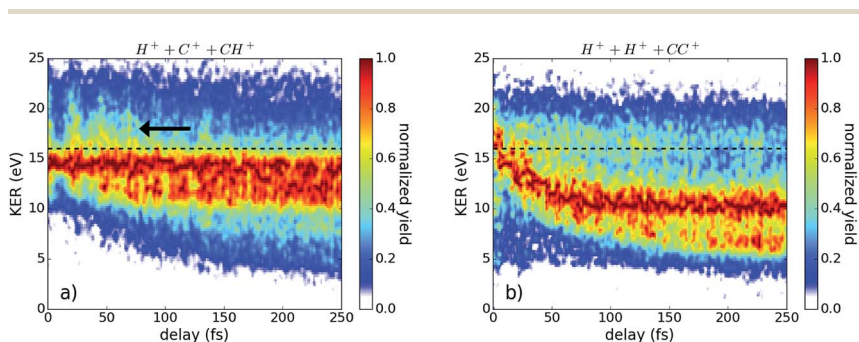 H⁺ + C⁺ + CH⁺
25
20
15
10
5
0
KER (eV)
a)
0 50 100 150 200 250
delay (fs)
1.0
0.8
0.6
0.4
0.2
0.0
normalized yield
H⁺ + H⁺ + CC⁺
25
20
15
10
5
0
KER (eV)
b)
0 50 100 150 200 250
delay (fs)
1.0
0.8
0.6
0.4
0.2
0.0
normalized yield